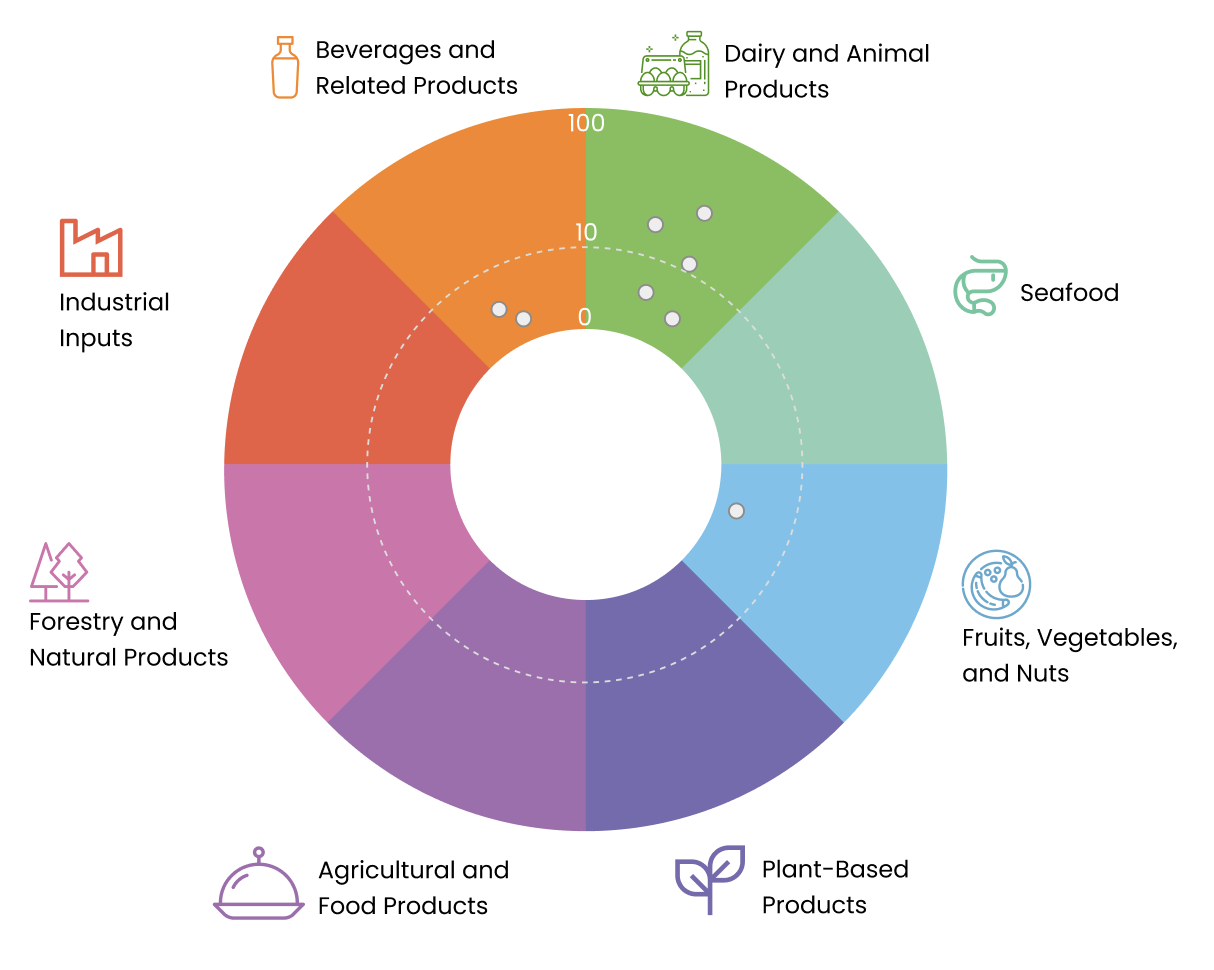 Beverages and
Related Products
Dairy and Animal
Products
100
10
0
Industrial
Inputs
Seafood
Forestry and
Natural Products
Fruits, Vegetables,
and Nuts
Agricultural and
Food Products
Plant-Based
Products